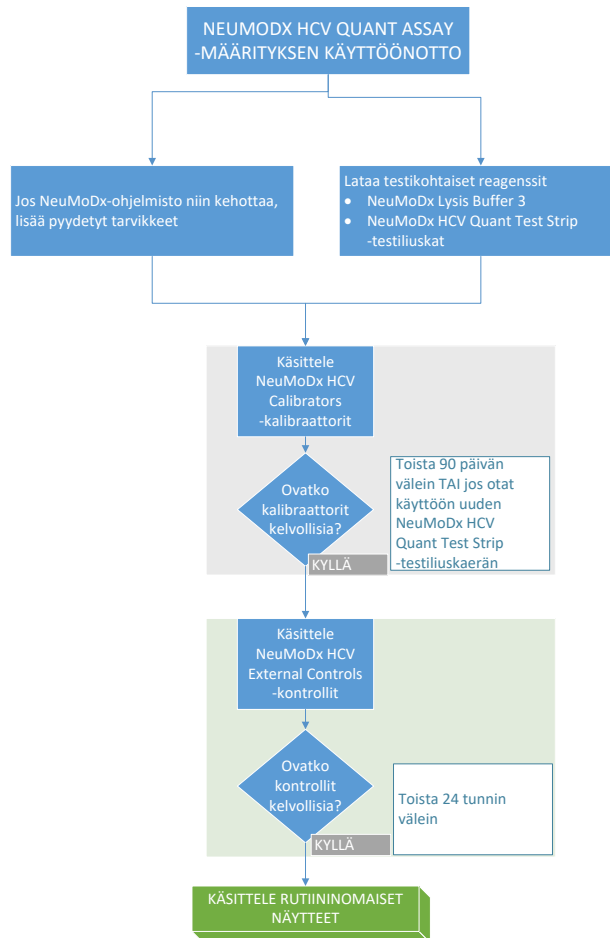 NEUMODX HCV QUANT ASSAY
-MÄÄRITYKSEN KÄYTTÖÖNOTTO
Jos NeuMoDx-ohjelmisto niin kehottaa,
lisää pyydetyt tarvikkeet
Lataa testikohtaiset reagenssit
• NeuMoDx Lysis Buffer 3
• NeuMoDx HCV Quant Test Strip
-testiliuskat
Käsittele
NeuMoDx HCV
Calibrators
-kalibraattorit
Ovatko
kalibraattorit
kelvollisia?
KYLLÄ
Toista 90 päivän
välein TAI jos otat
käyttöön uuden
NeuMoDx HCV
Quant Test Strip
-testiliuskaerän
Käsittele
NeuMoDx HCV
External Controls
-kontrollit
Ovatko
kontrollit
kelvollisia?
KYLLÄ
Toista 24 tunnin
välein
KÄSITTELE RUTIININOMAISET
NÄYTTEET